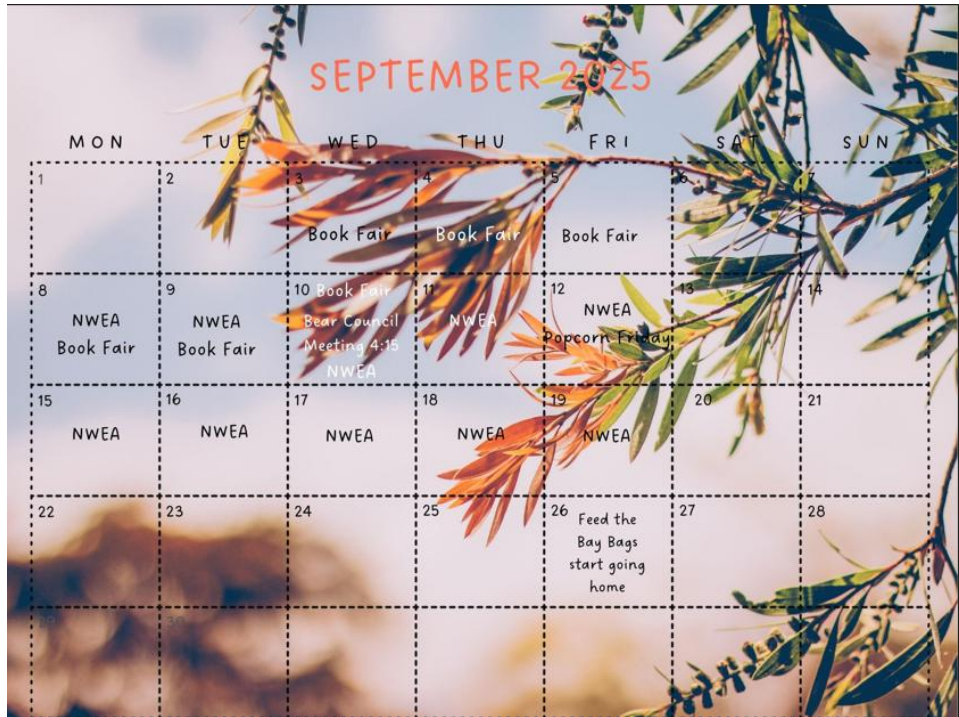 SEPTEMBER 2025
MON TUE WED THU FRI SAT SUN
1 2 3 4 5 6 7
Book Fair Book Fair Book Fair
8 9 10 11 12 13 14
NWEA
Book Fair
NWEA
Book Fair
Book Fair
Bear Council
Meeting 4:15
NWEA
NWEA
NWEA
Popcorn Friday
15 16 17 18 19 20 21
NWEA NWEA NWEA NWEA NWEA
22 23 24 25 26 27 28
Feed the
Bay Bags
start going
home
29 30